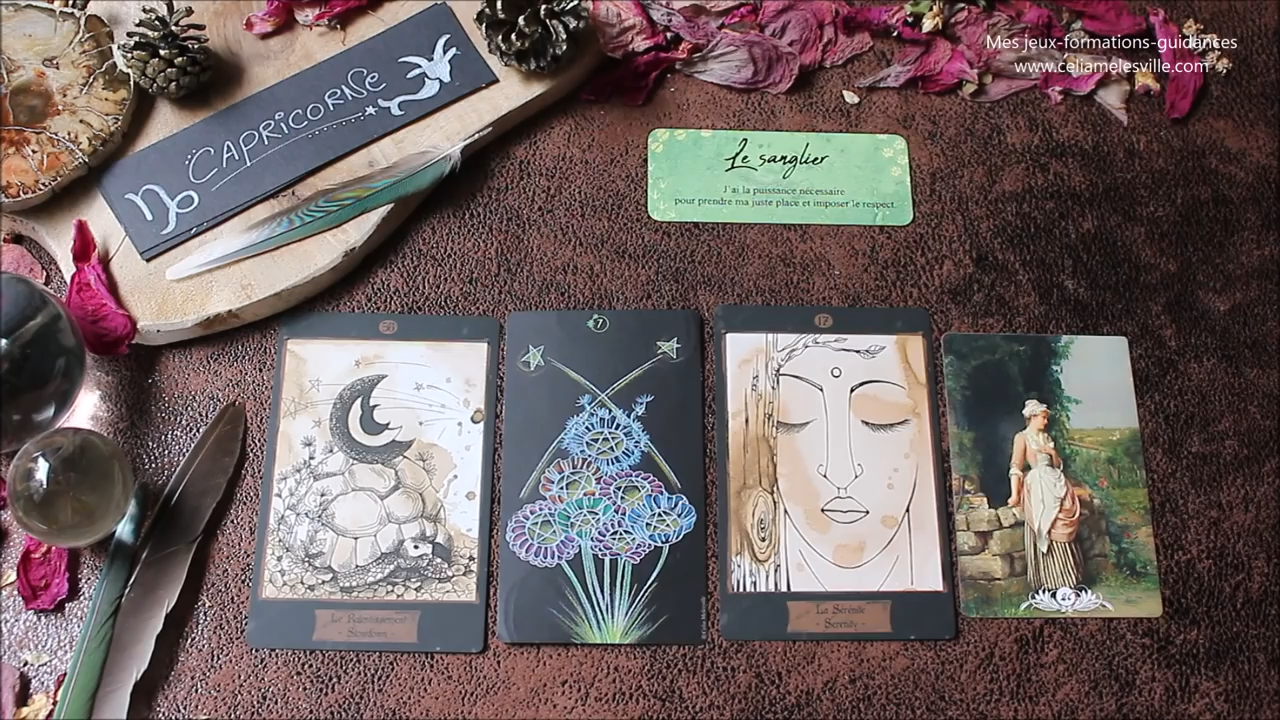 Mes jeux-formations-guidances
www.celiamelesville.com
CAPRICORNE
Le sanglier
J'ai la puissance nécessaire
pour prendre ma juste place et imposer le respect.
7
17
Le Ralentissement
- Slowdown -
La Sérénité
- Serenity -
26